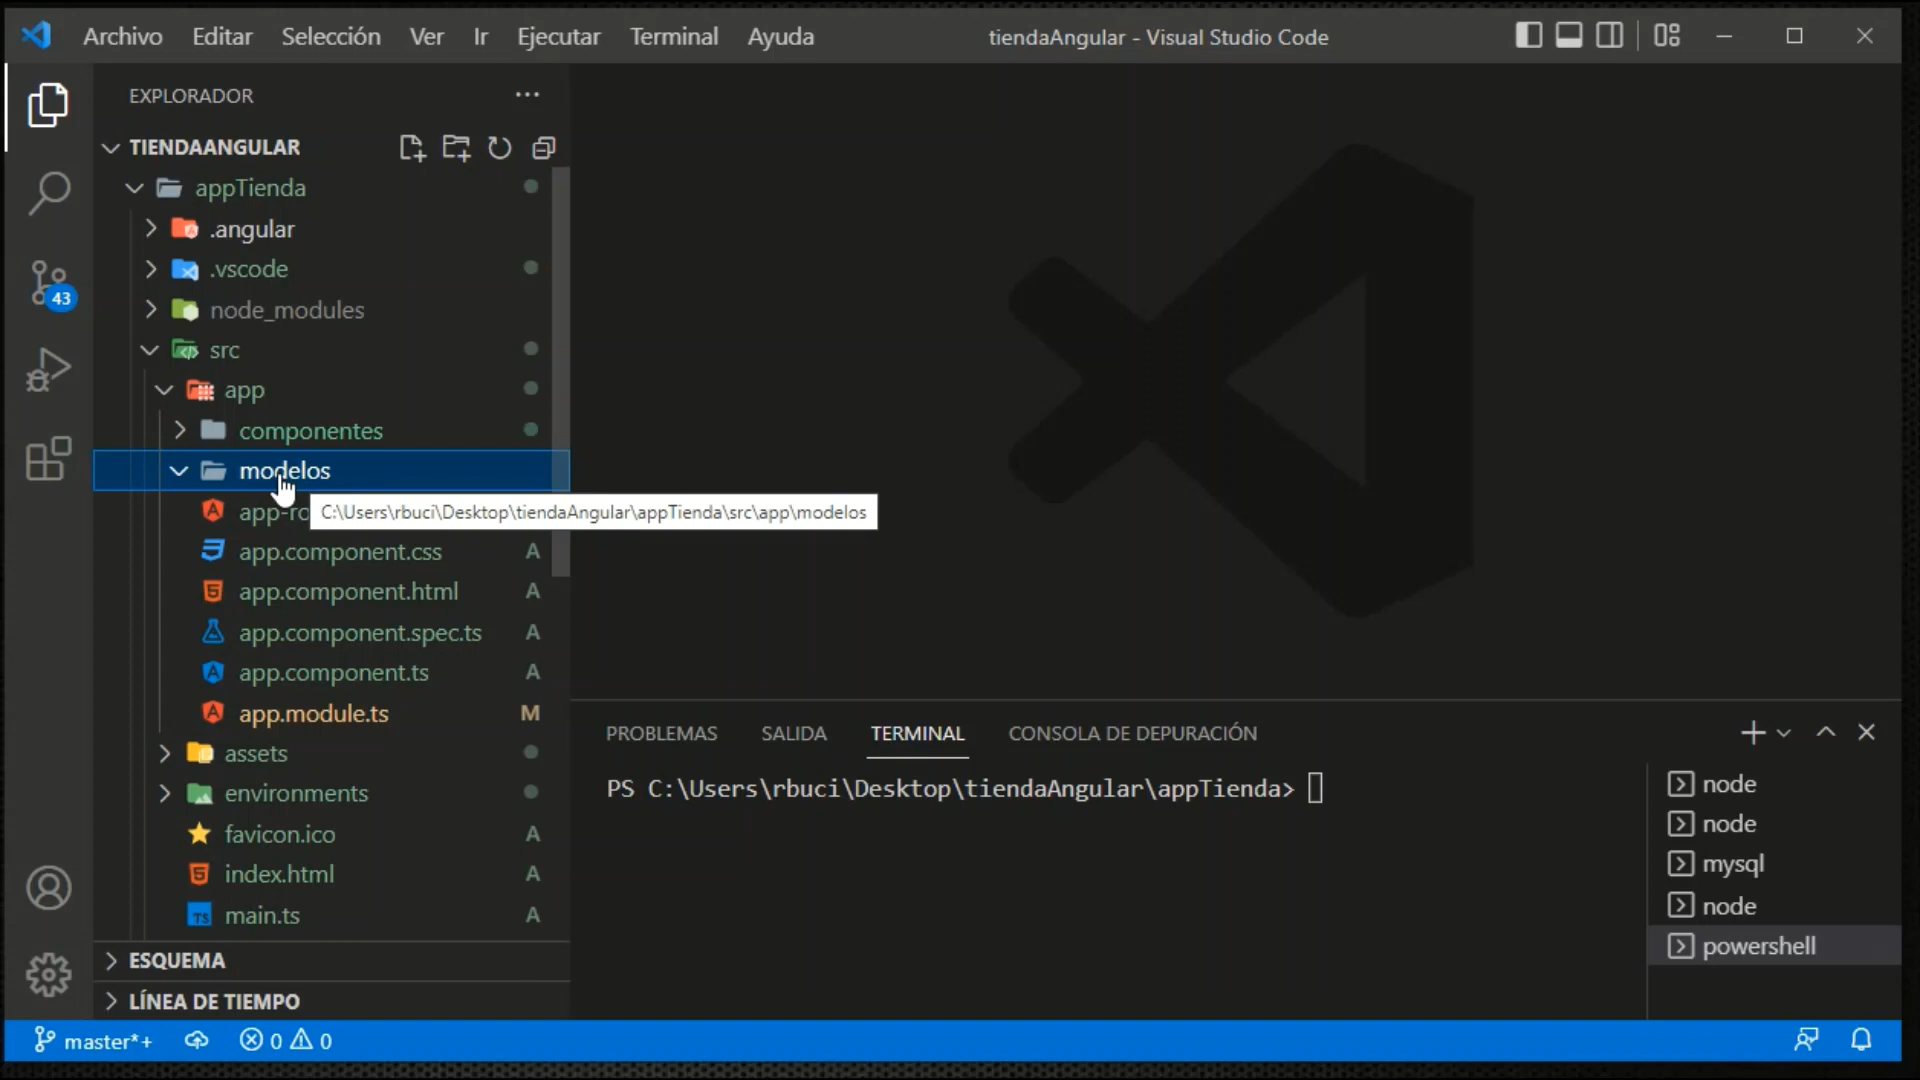 Archivo Editar Selección Ver Ir Ejecutar Terminal Ayuda tiendaAngular - Visual Studio Code
EXPLORADOR
TIENDAANGULAR
appTienda
.angular
.vscode
node_modules
src
app
componentes
modelos
app-ro
C:\Users\rbuci\Desktop\tiendaAngular\appTienda\src\app\modelos
app.component.css A
app.component.html A
app.component.spec.ts A
app.component.ts A
app.module.ts M
assets
environments
favicon.ico A
index.html A
main.ts A
ESQUEMA
LÍNEA DE TIEMPO
43
PROBLEMAS SALIDA TERMINAL CONSOLA DE DEPURACIÓN
PS C:\Users\rbuci\Desktop\tiendaAngular\appTienda>
node
node
mysql
node
powershell
master*+ 0 0